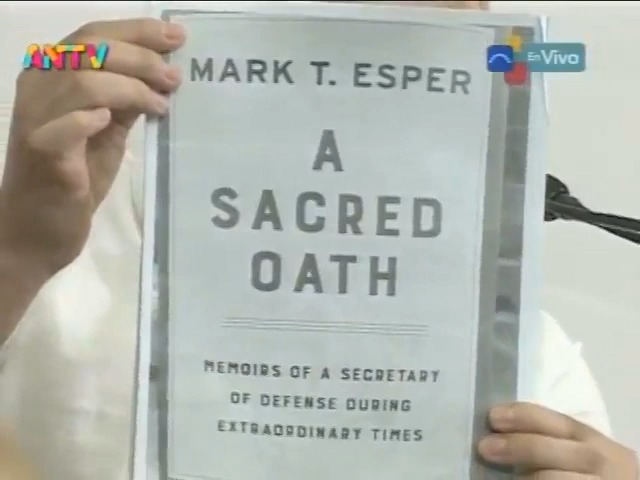 ANTV
En Vivo
MARK T. ESPER
A
SACRED
OATH
MEMOIRS OF A SECRETARY
OF DEFENSE DURING
EXTRAORDINARY TIMES